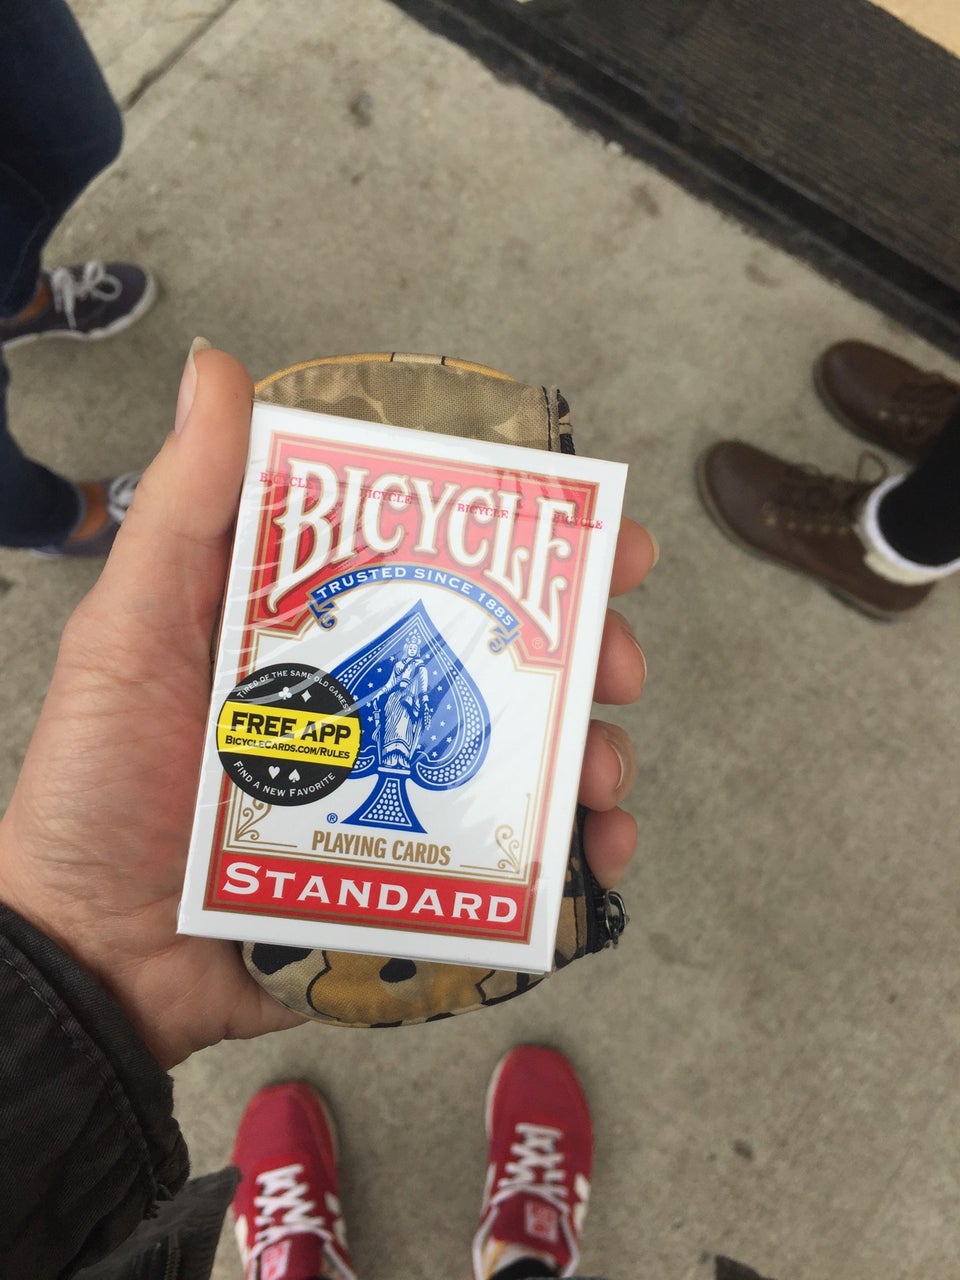 BICYCLE BICYCLE BICYCLE BICYCLE
BICYCLE®
TRUSTED SINCE 1885
TIRED OF THE SAME OLD GAMES?
FREE APP
BICYCLECARDS.COM/RULES
FIND A NEW FAVORITE
®
PLAYING CARDS
STANDARD